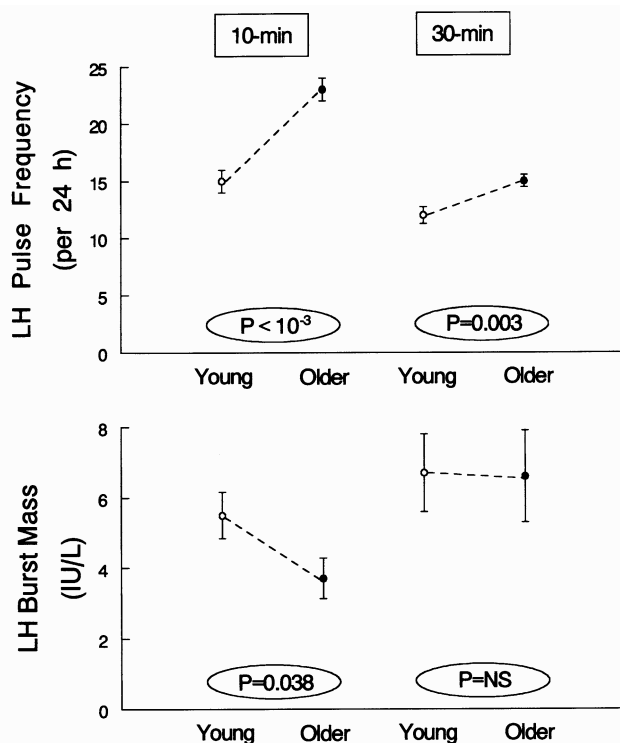 10-min
30-min
LH Pulse Frequency
(per 24 h)
25
20
15
10
5
0
P < 10⁻³
P=0.003
Young
Older
Young
Older
LH Burst Mass
(IU/L)
8
6
4
2
0
P=0.038
P=NS
Young
Older
Young
Older